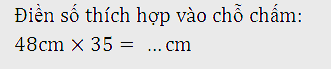 Điền số thích hợp vào chỗ chấm:
48cm × 35 = ...cm